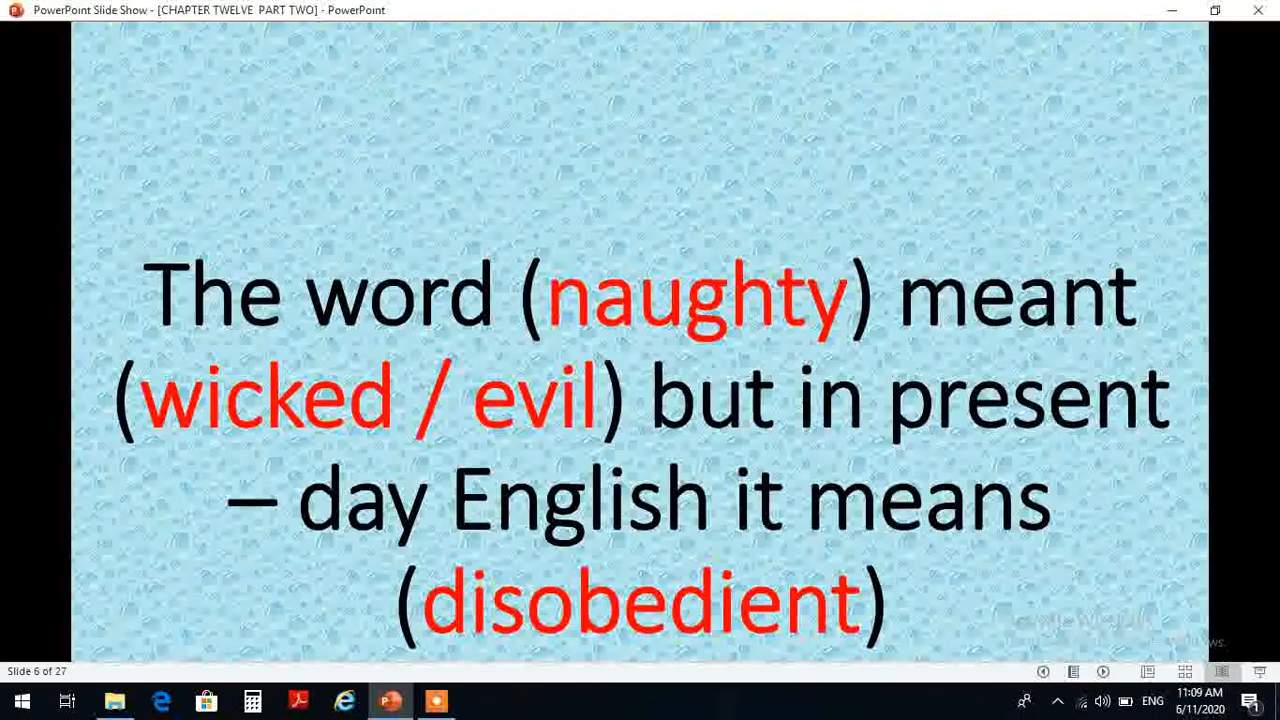 PowerPoint Slide Show - [CHAPTER TWELVE PART TWO] - PowerPoint
The word (naughty) meant
(wicked / evil) but in present
– day English it means
(disobedient)
Slide 6 of 27
ENG
11:09 AM
6/11/2020
1